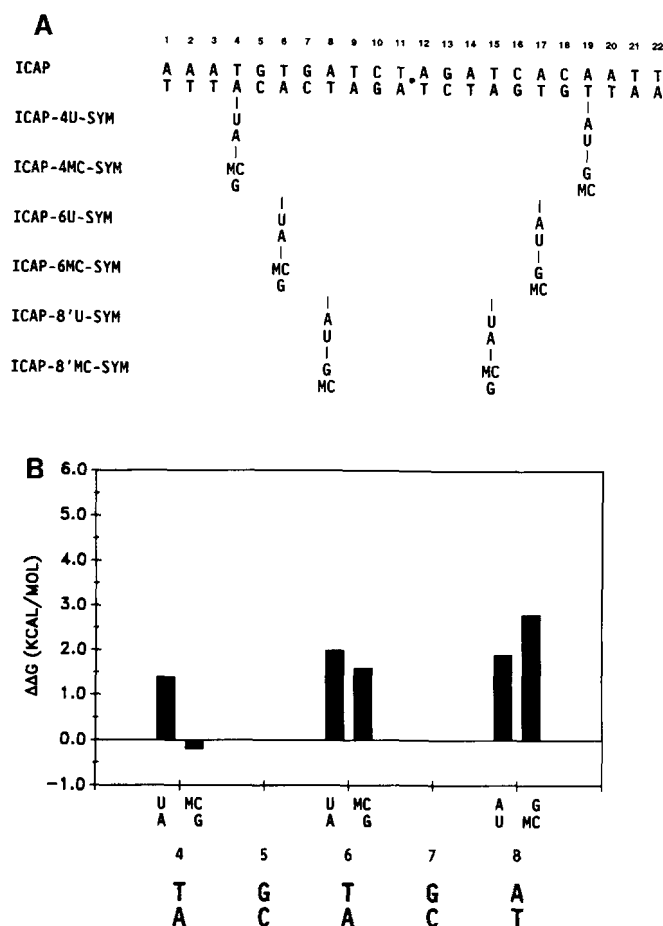 A
1 2 3 4 5 6 7 8 9 10 11 12 13 14 15 16 17 18 19 20 21 22
ICAP A A A T G T G A T C T A G A T C A C A A T T
T T T A C A C T A G A T C T A G T G T T A A
ICAP-4U-SYM U A
A U
ICAP-4MC-SYM MC G
G MC
ICAP-6U-SYM U A
A U
ICAP-6MC-SYM MC G
G MC
ICAP-8'U-SYM A U
U A
ICAP-8'MC-SYM G MC
MC G
B
ΔΔG (KCAL/MOL)
6.0
5.0
4.0
3.0
2.0
1.0
0.0
-1.0
U MC U MC A G
A G A G U MC
4 5 6 7 8
T G T G A
A C A C T